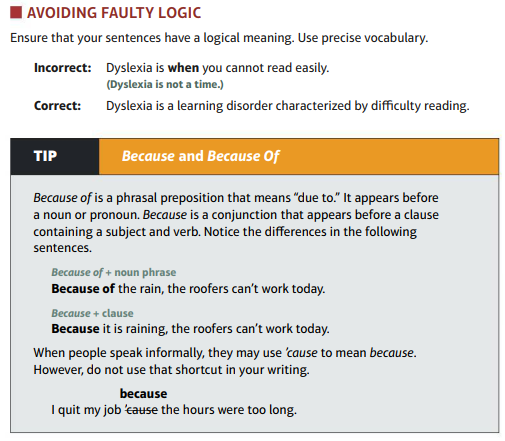 AVOIDING FAULTY LOGIC
Ensure that your sentences have a logical meaning. Use precise vocabulary.
Incorrect: Dyslexia is when you cannot read easily.
(Dyslexia is not a time.)
Correct: Dyslexia is a learning disorder characterized by difficulty reading.
TIP Because and Because Of
Because of is a phrasal preposition that means “due to.” It appears before
a noun or pronoun. Because is a conjunction that appears before a clause
containing a subject and verb. Notice the differences in the following
sentences.
Because of + noun phrase
Because of the rain, the roofers can’t work today.
Because + clause
Because it is raining, the roofers can’t work today.
When people speak informally, they may use ’cause to mean because.
However, do not use that shortcut in your writing.
because
I quit my job ’cause the hours were too long.